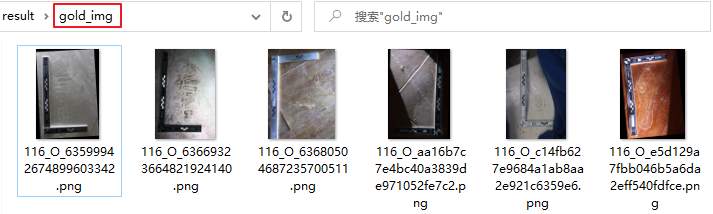 result > gold_img
搜索"gold_img"
116_O_6359994
2674899603342
.png
116_O_6366932
3664821924140
.png
116_O_6368050
4687235700511
.png
116_O_aa16b7c
7e4bc40a3839d
e971052fe7c2.p
ng
116_O_c14fb62
7e9684a1ab8aa
2e921c6359e6.
png
116_O_e5d129a
7fbb046b5a6da
2eff540fdfce.pn
g